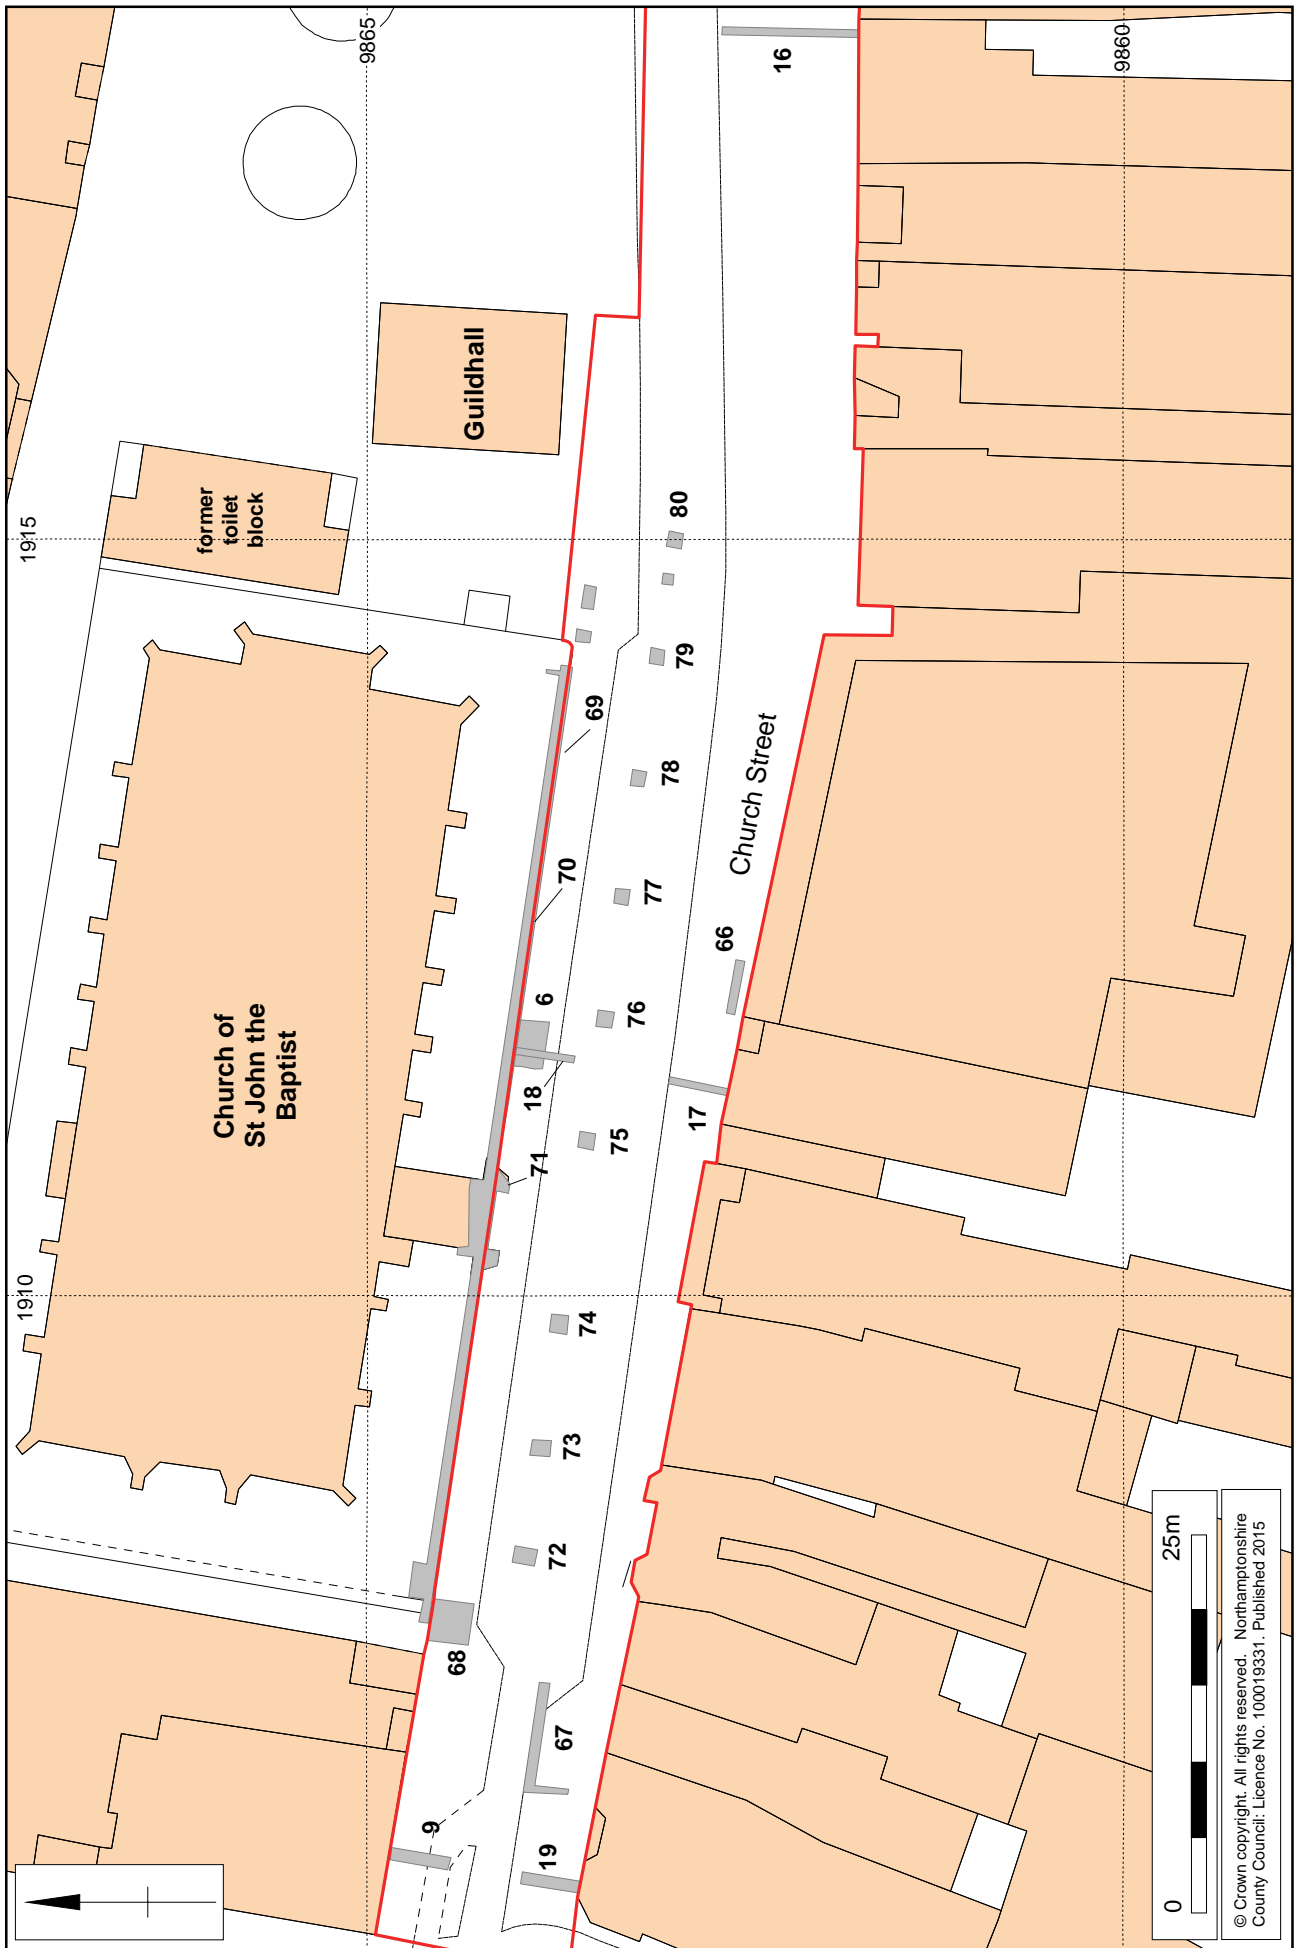 9865
9860
1915
1910
Guildhall
former
toilet
block
Church of
St John the
Baptist
Church Street
16
80
79
69
78
70
77
66
6
76
18
17
75
71
74
73
72
68
67
9
19
0
25m
© Crown copyright. All rights reserved. Northamptonshire
County Council: Licence No. 100019331. Published 2015